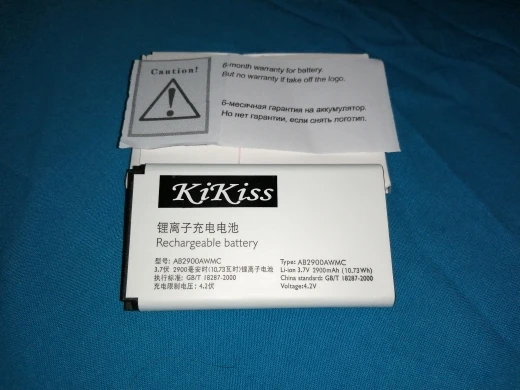 Caution!
6-month warranty for battery.
But no warranty if take off the logo.
6-месячная гарантия на аккумулятор.
Но нет гарантии, если снять логотип.
KiKiss
锂离子充电电池
Rechargeable battery
型号: AB2900AWMC
3.7伏 2900毫安时(10,73瓦时)锂离子电池
执行标准: GB/T 18287-2000
充电限制电压: 4.2伏
Type: AB2900AWMC
Li-ion 3.7V 2900mAh (10,73Wh)
China standard: GB/T 18287-2000
Voltage:4.2V